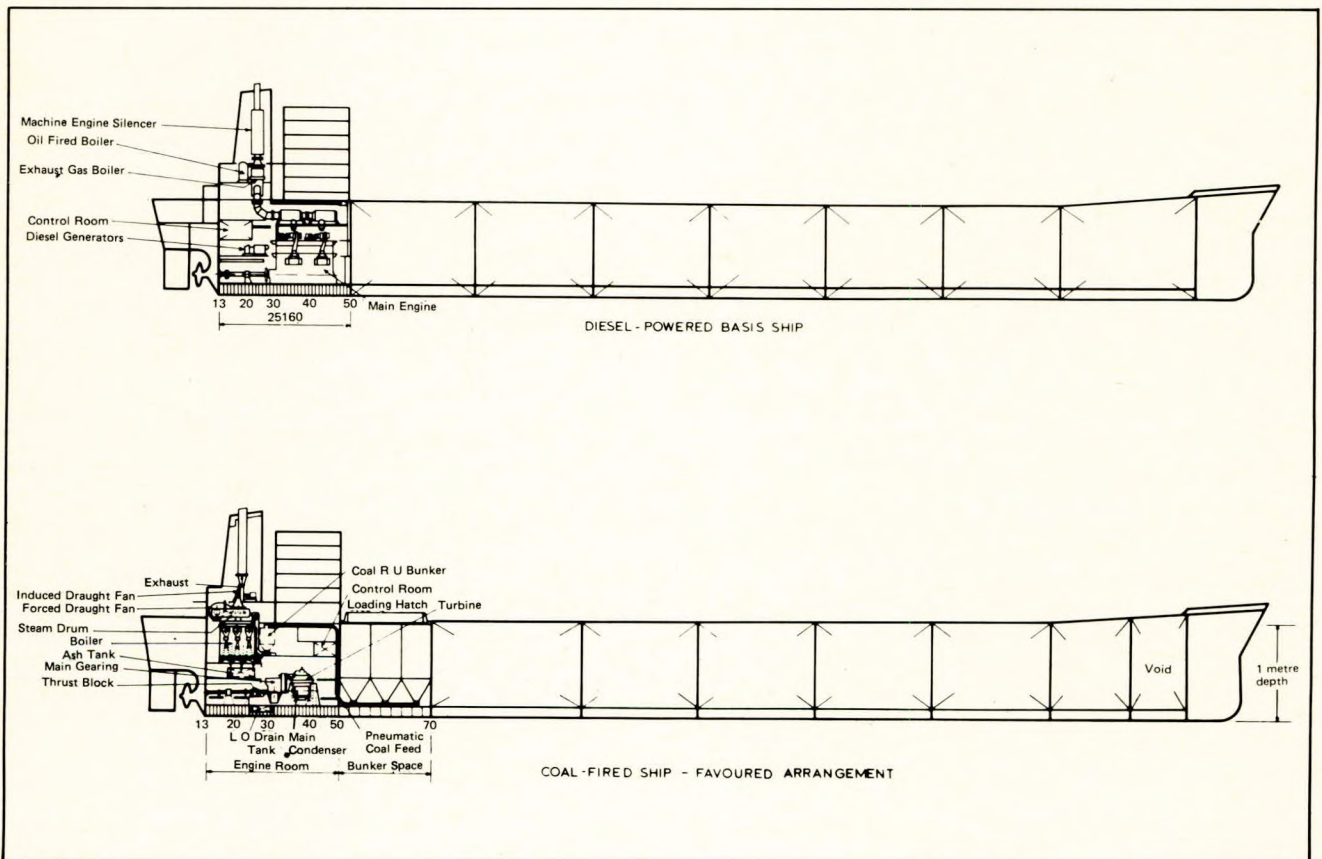 Machine Engine Silencer
Oil Fired Boiler
Exhaust Gas Boiler
Control Room
Diesel Generators
Main Engine
13 20 30 40 50
25160
DIESEL-POWERED BASIS SHIP
Exhaust
Induced Draught Fan
Forced Draught Fan
Steam Drum
Boiler
Ash Tank
Main Gearing
Thrust Block
Coal R U Bunker
Control Room
Loading Hatch
Turbine
Void
1 metre
depth
13 20 30 40 50 70
L O Drain
Tank
Main
Condenser
Pneumatic
Coal Feed
Engine Room
Bunker Space
COAL-FIRED SHIP - FAVOURED ARRANGEMENT